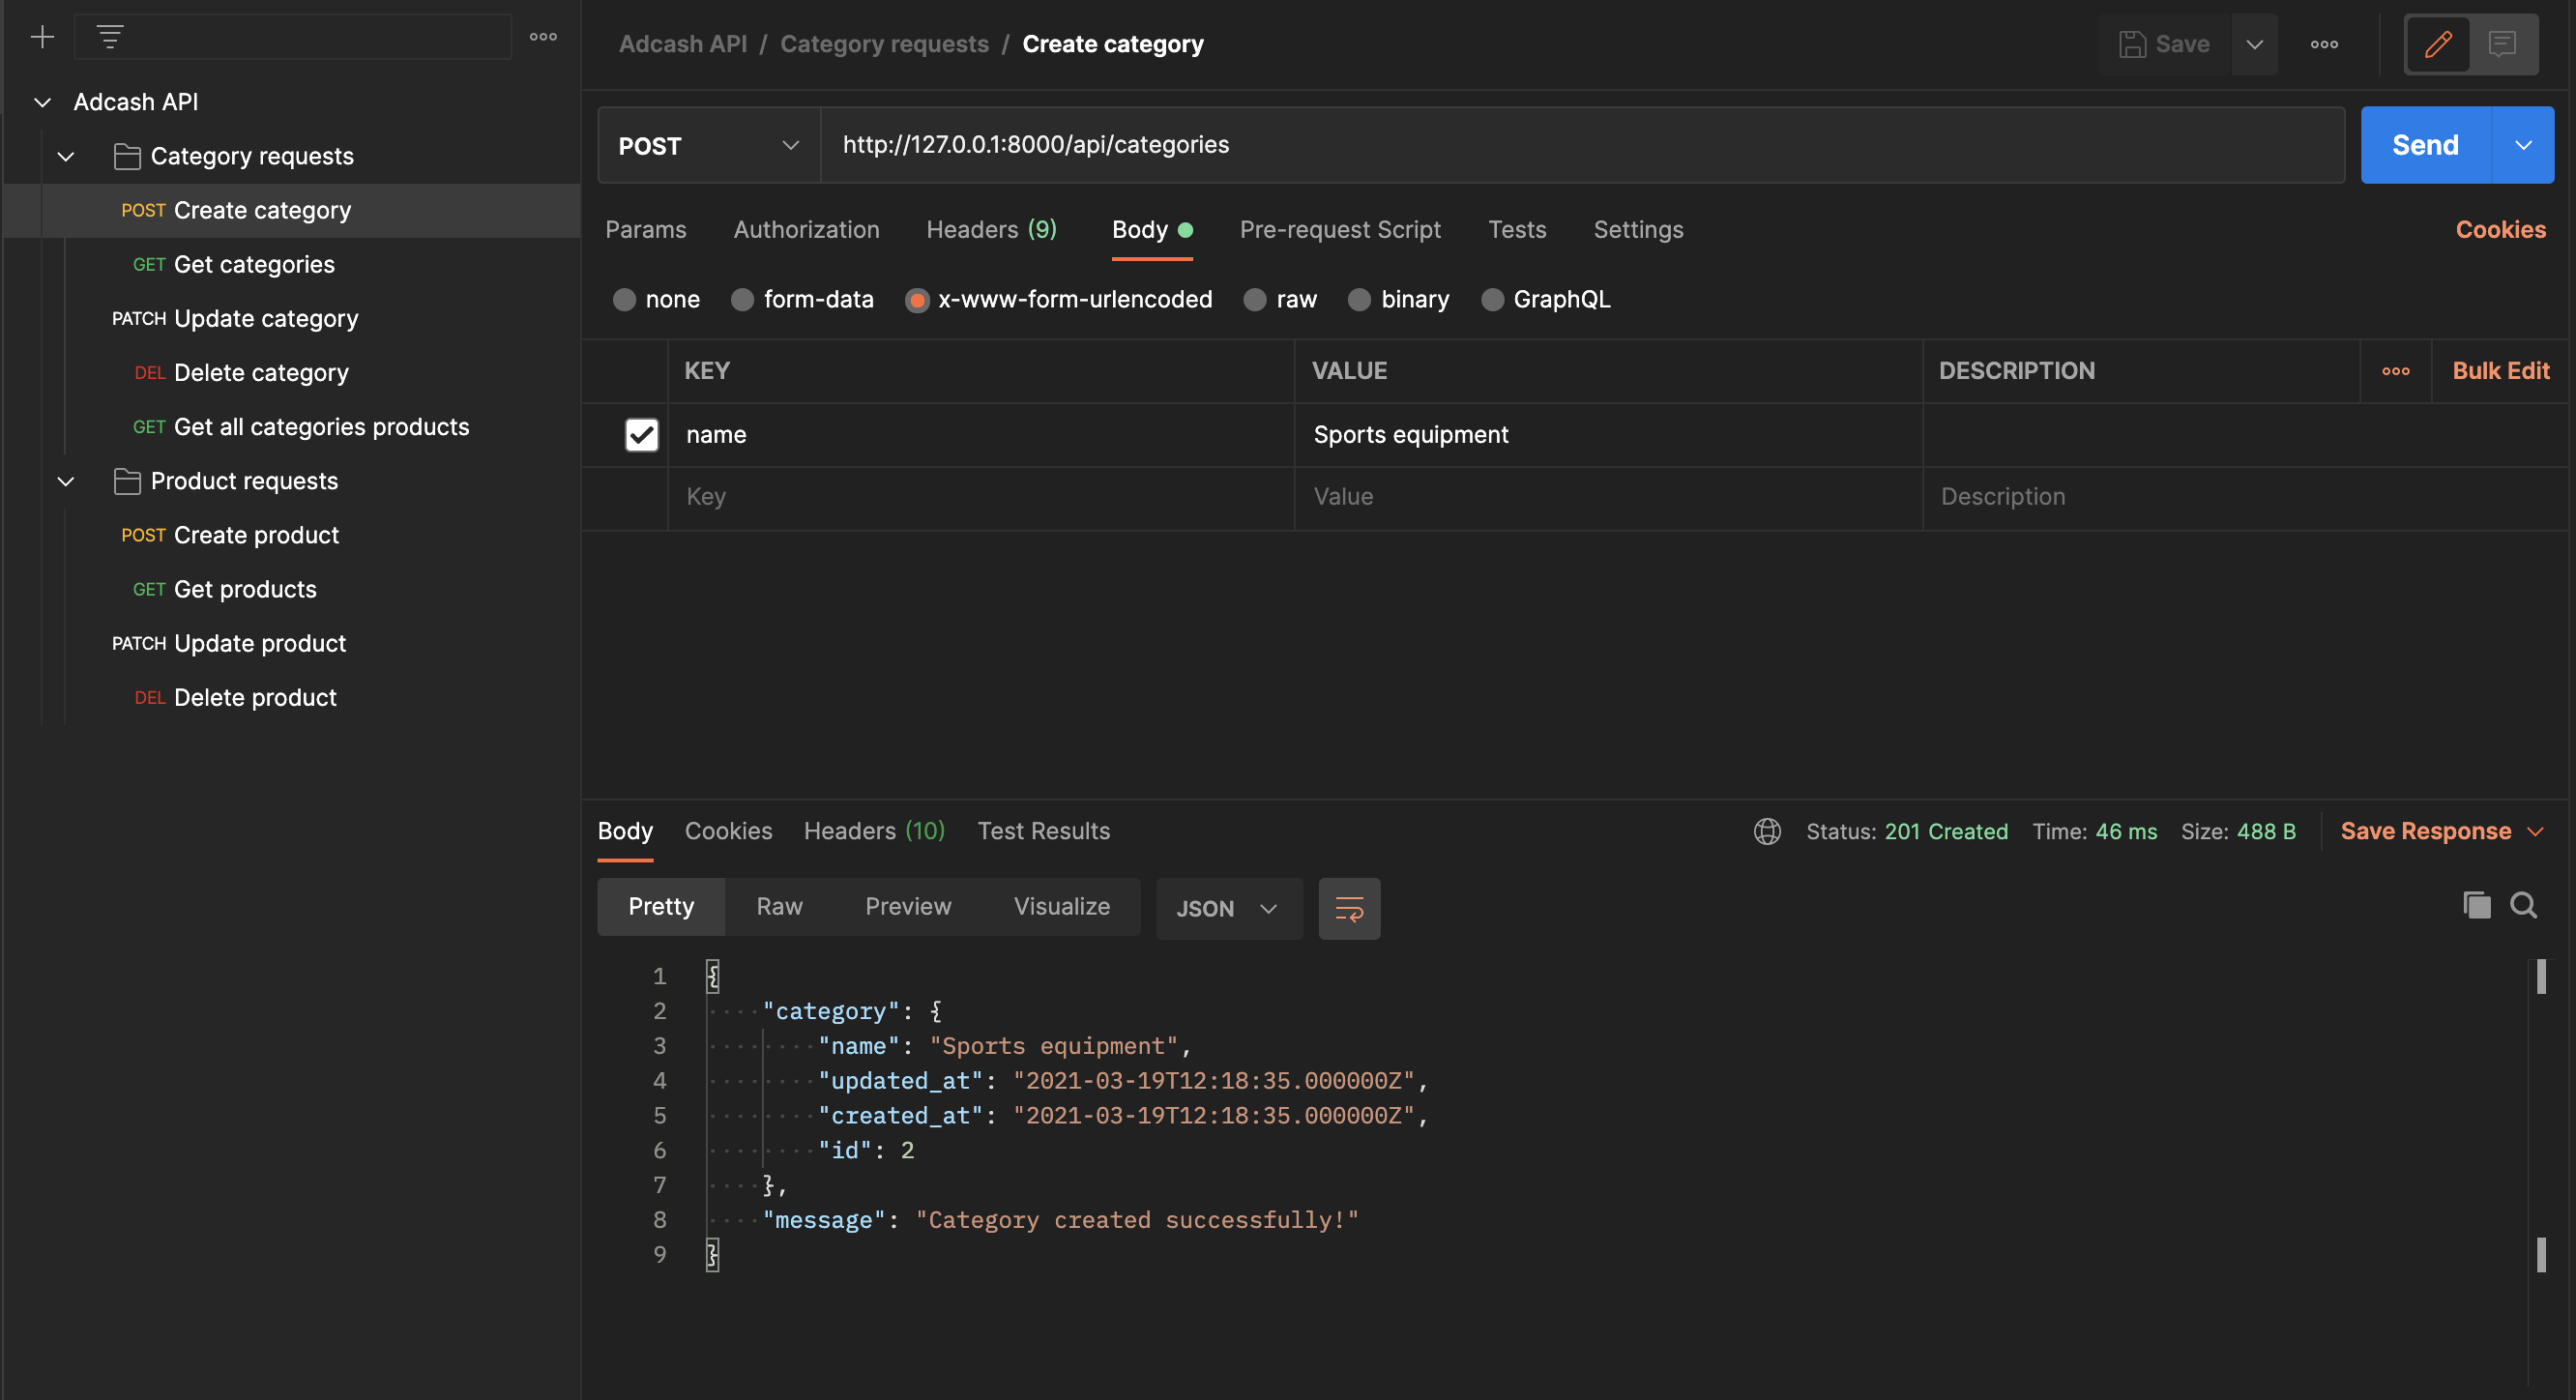 Adcash API
Category requests
POST Create category
GET Get categories
PATCH Update category
DEL Delete category
GET Get all categories products
Product requests
POST Create product
GET Get products
PATCH Update product
DEL Delete product
Adcash API / Category requests / Create category
Save
POST http://127.0.0.1:8000/api/categories Send
Params Authorization Headers (9) Body Pre-request Script Tests Settings Cookies
none form-data x-www-form-urlencoded raw binary GraphQL
KEY VALUE DESCRIPTION Bulk Edit
name Sports equipment
Key Value Description
Body Cookies Headers (10) Test Results Status: 201 Created Time: 46 ms Size: 488 B Save Response
Pretty Raw Preview Visualize JSON
1 {
2 "category": {
3 "name": "Sports equipment",
4 "updated_at": "2021-03-19T12:18:35.000000Z",
5 "created_at": "2021-03-19T12:18:35.000000Z",
6 "id": 2
7 },
8 "message": "Category created successfully!"
9 }